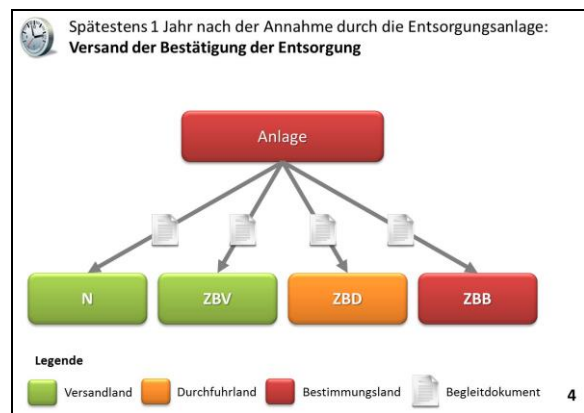 Spätestens 1 Jahr nach der Annahme durch die Entsorgungsanlage:
Versand der Bestätigung der Entsorgung
Anlage
N
ZBV
ZBD
ZBB
Legende
Versandland
Durchfuhrland
Bestimmungsland
Begleitdokument
4